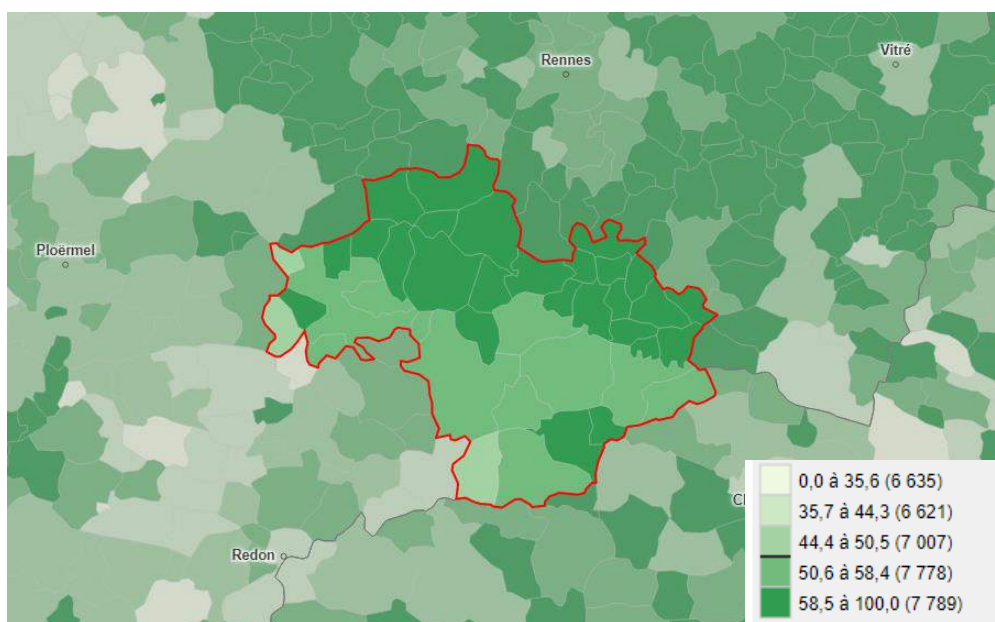 Rennes
Vitré
Ploërmel
Redon
0,0 à 35,6 (6 635)
35,7 à 44,3 (6 621)
44,4 à 50,5 (7 007)
50,6 à 58,4 (7 778)
58,5 à 100,0 (7 789)